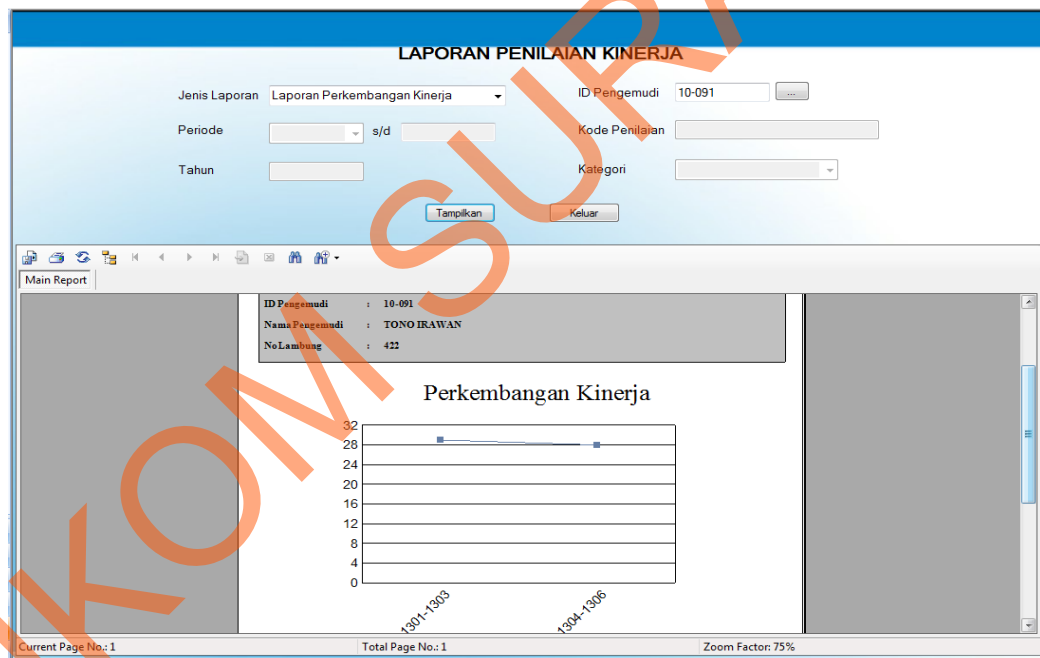 LAPORAN PENILAIAN KINERJA
Jenis Laporan Laporan Perkembangan Kinerja ID Pengemudi 10-091 ...
Periode s/d Kode Penilaian
Tahun Kategori
Tampilkan Keluar
Main Report
ID Pengemudi : 10-091
Nama Pengemudi : TONO IRAWAN
No Lambung : 422
Perkembangan Kinerja
32
28
24
20
16
12
8
4
0
1301-1303 1304-1306
Current Page No.: 1 Total Page No.: 1 Zoom Factor: 75%
KOM SURA